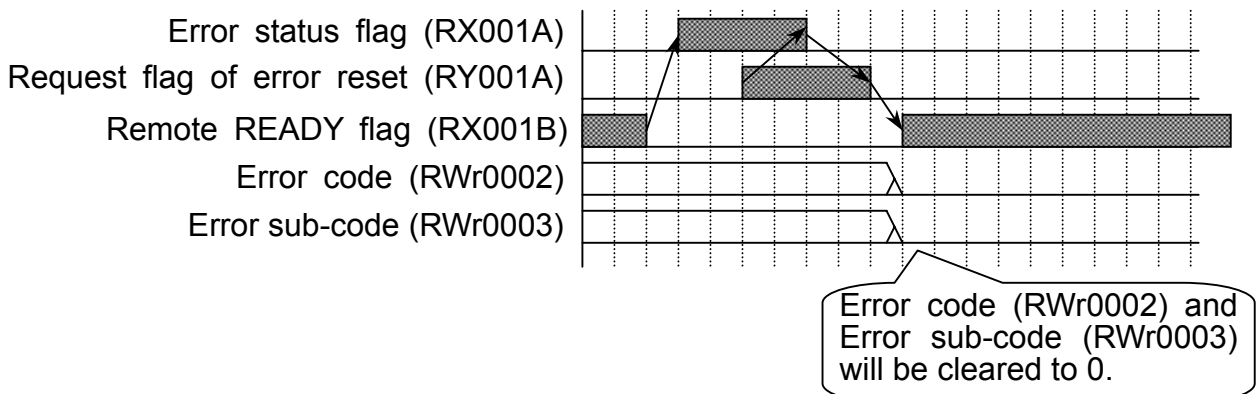 Error status flag (RX001A)
Request flag of error reset (RY001A)
Remote READY flag (RX001B)
Error code (RWr0002)
Error sub-code (RWr0003)
Error code (RWr0002) and
Error sub-code (RWr0003)
will be cleared to 0.